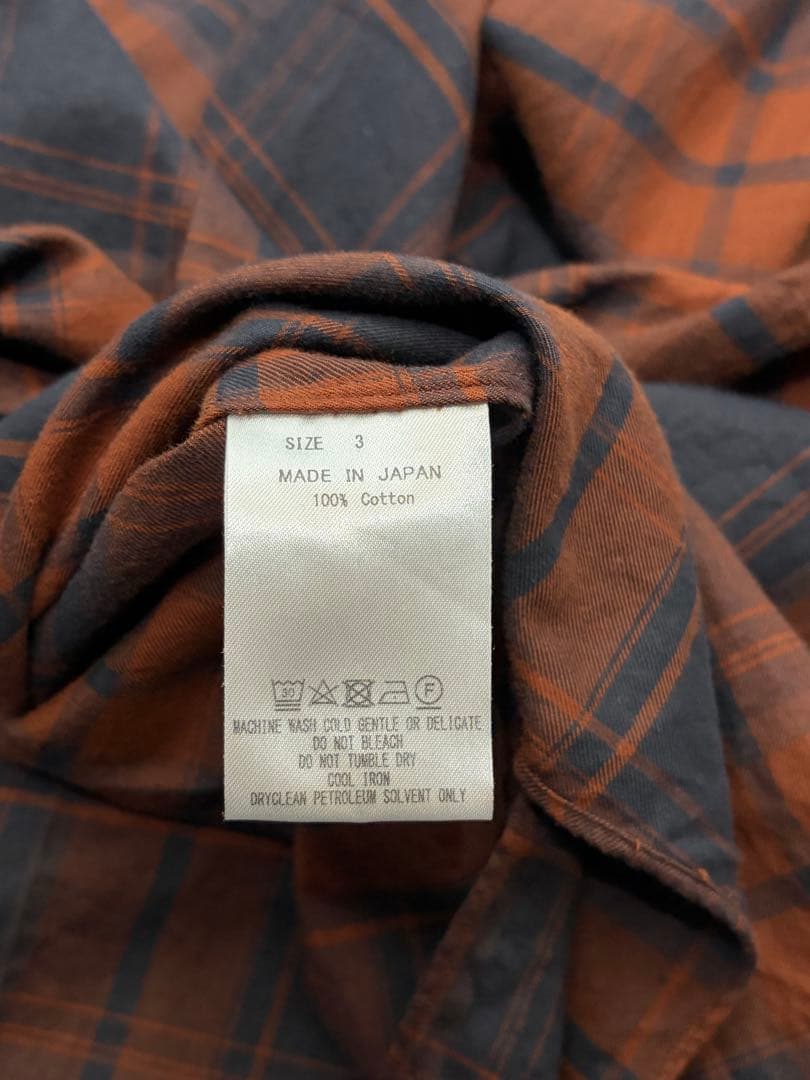 SIZE 3
MADE IN JAPAN
100% Cotton
30 F
MACHINE WASH COLD GENTLE OR DELICATE
DO NOT BLEACH
DO NOT TUMBLE DRY
COOL IRON
DRYCLEAN PETROLEUM SOLVENT ONLY